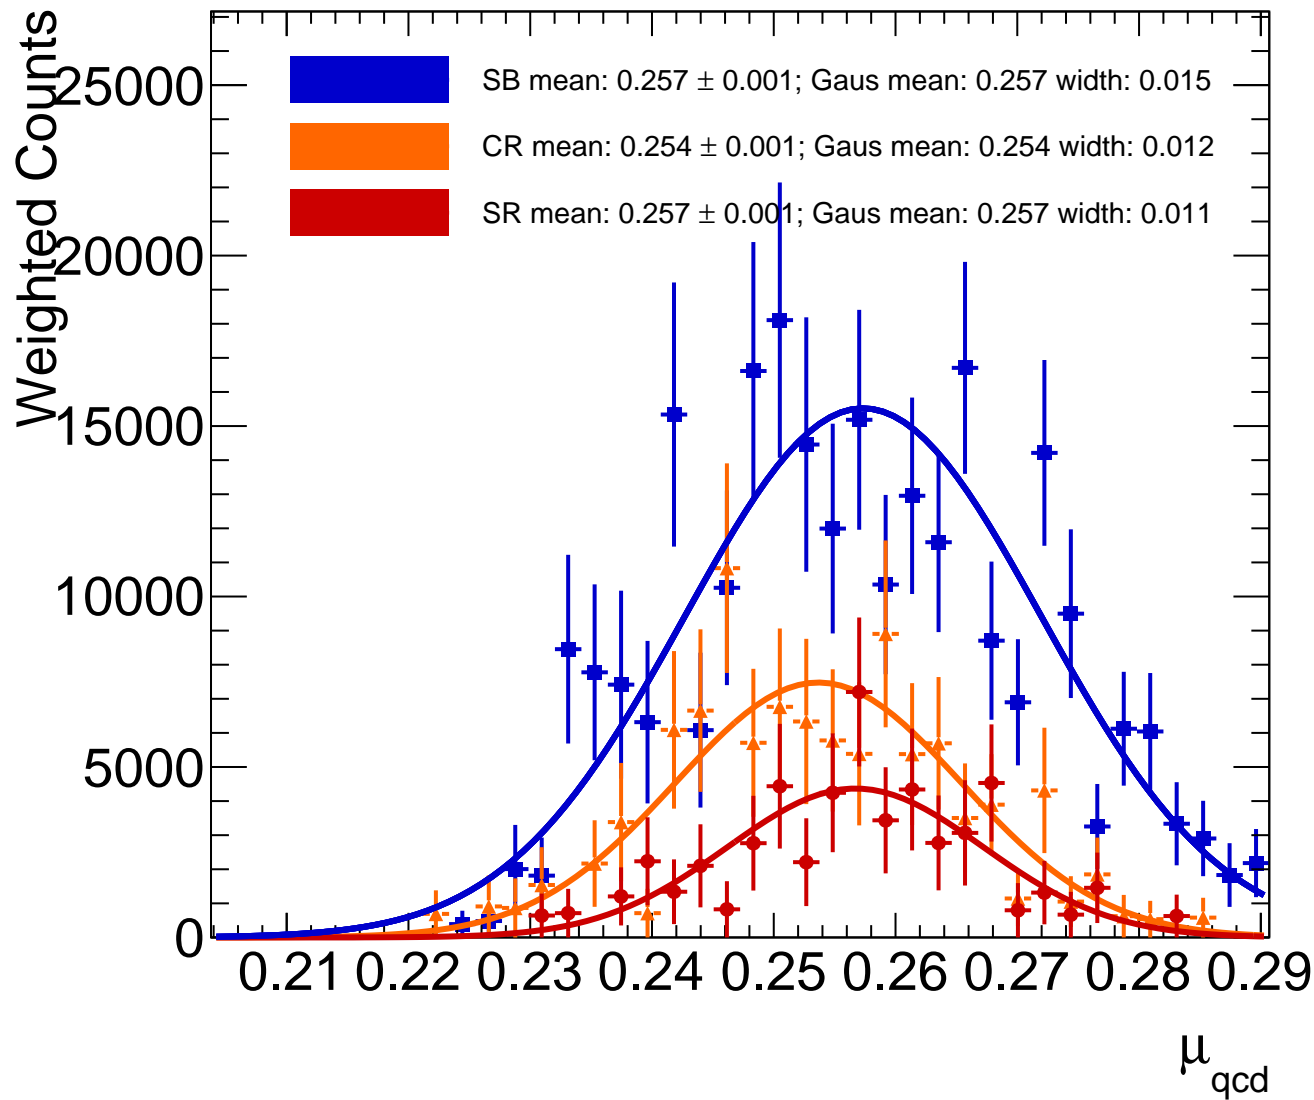 Weighted Counts
25000
20000
15000
10000
5000
0
SB mean: 0.257 ± 0.001; Gaus mean: 0.257 width: 0.015
CR mean: 0.254 ± 0.001; Gaus mean: 0.254 width: 0.012
SR mean: 0.257 ± 0.001; Gaus mean: 0.257 width: 0.011
0.21 0.22 0.23 0.24 0.25 0.26 0.27 0.28 0.29
μqcd